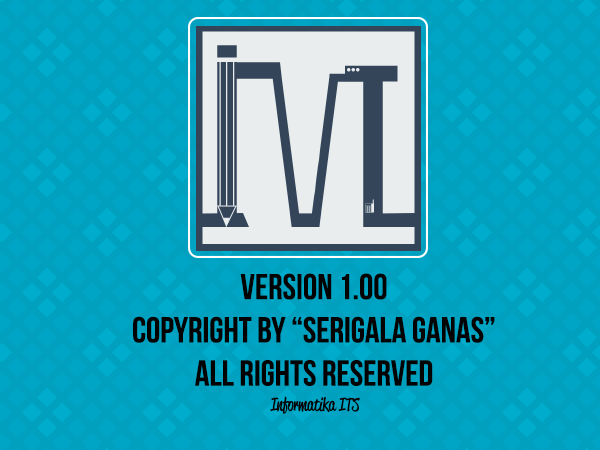 VERSION 1.00
COPYRIGHT BY “SERIGALA GANAS”
ALL RIGHTS RESERVED
Informatika ITS